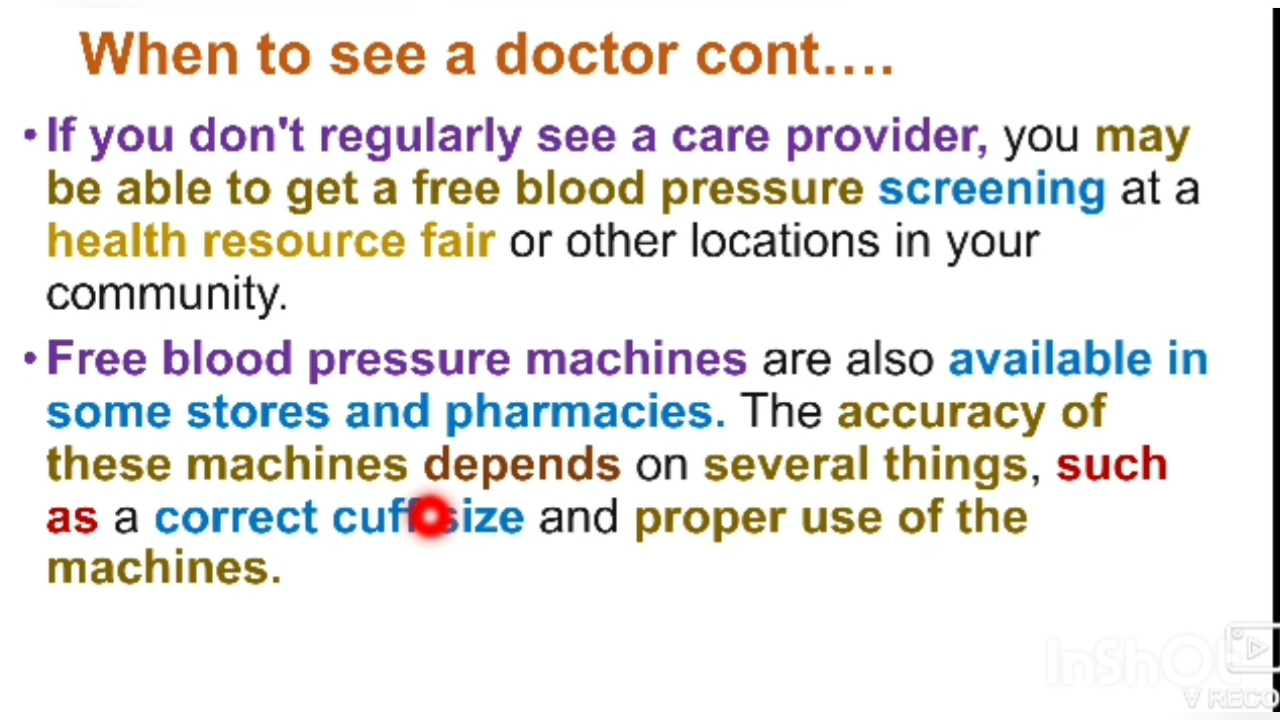 When to see a doctor cont....
•If you don't regularly see a care provider, you may
be able to get a free blood pressure screening at a
health resource fair or other locations in your
community.
•Free blood pressure machines are also available in
some stores and pharmacies. The accuracy of
these machines depends on several things, such
as a correct cuff size and proper use of the
machines.
InShOt
V RECO